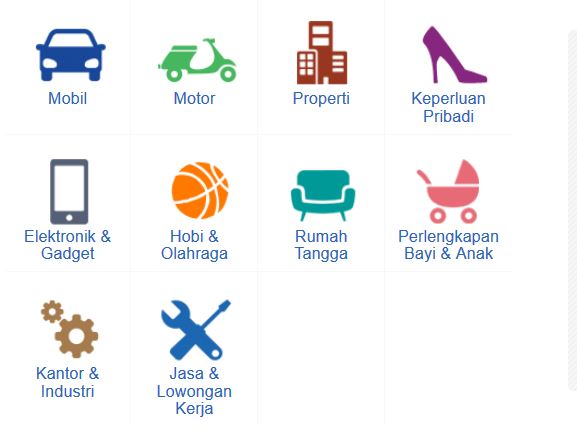 Mobil
Motor
Properti
Keperluan
Pribadi
Elektronik &
Gadget
Hobi &
Olahraga
Rumah
Tangga
Perlengkapan
Bayi & Anak
Kantor &
Industri
Jasa &
Lowongan
Kerja